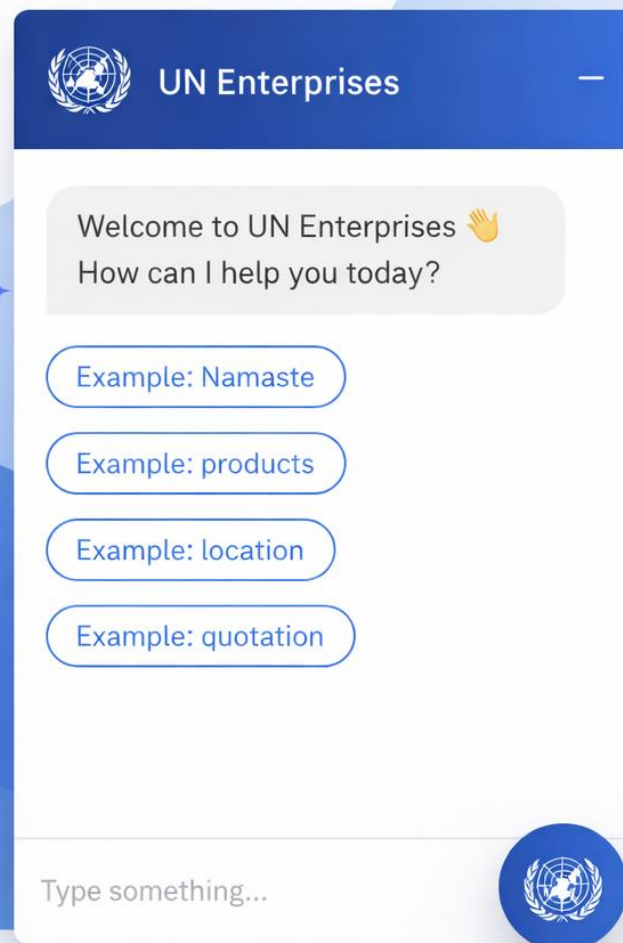 UN Enterprises
Welcome to UN Enterprises 👋
How can I help you today?
Example: Namaste
Example: products
Example: location
Example: quotation
Type something...